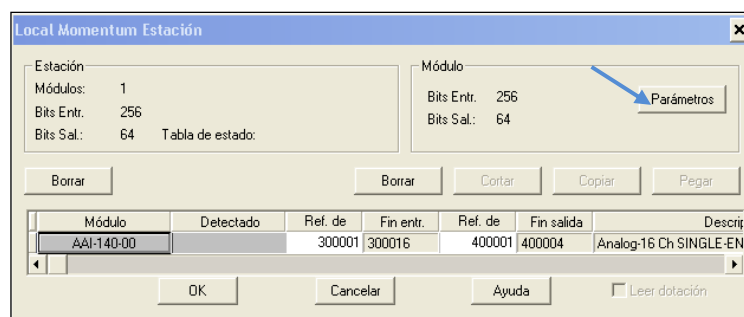 Local Momentum Estación
Estación
Módulos: 1
Bits Entr. 256
Bits Sal.: 64 Tabla de estado:
Módulo
Bits Entr. 256
Bits Sal.: 64
Parámetros
Borrar
Borrar Cortar Copiar Pegar
Módulo Detectado Ref. de Fin entr. Ref. de Fin salida Descrip
AAI-140-00 300001 300016 400001 400004 Analog-16 Ch SINGLE-EN
OK Cancelar Ayuda Leer dotación